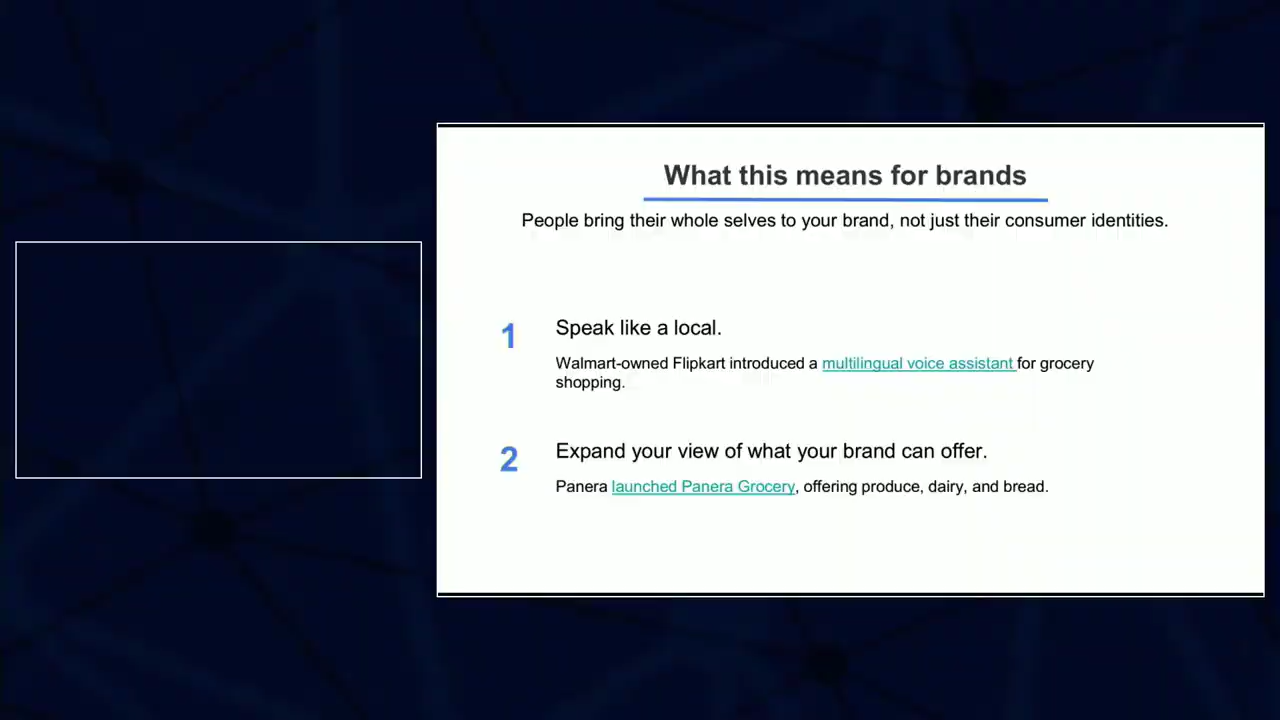 What this means for brands
People bring their whole selves to your brand, not just their consumer identities.
1
Speak like a local.
Walmart-owned Flipkart introduced a multilingual voice assistant for grocery
shopping.
2
Expand your view of what your brand can offer.
Panera launched Panera Grocery, offering produce, dairy, and bread.